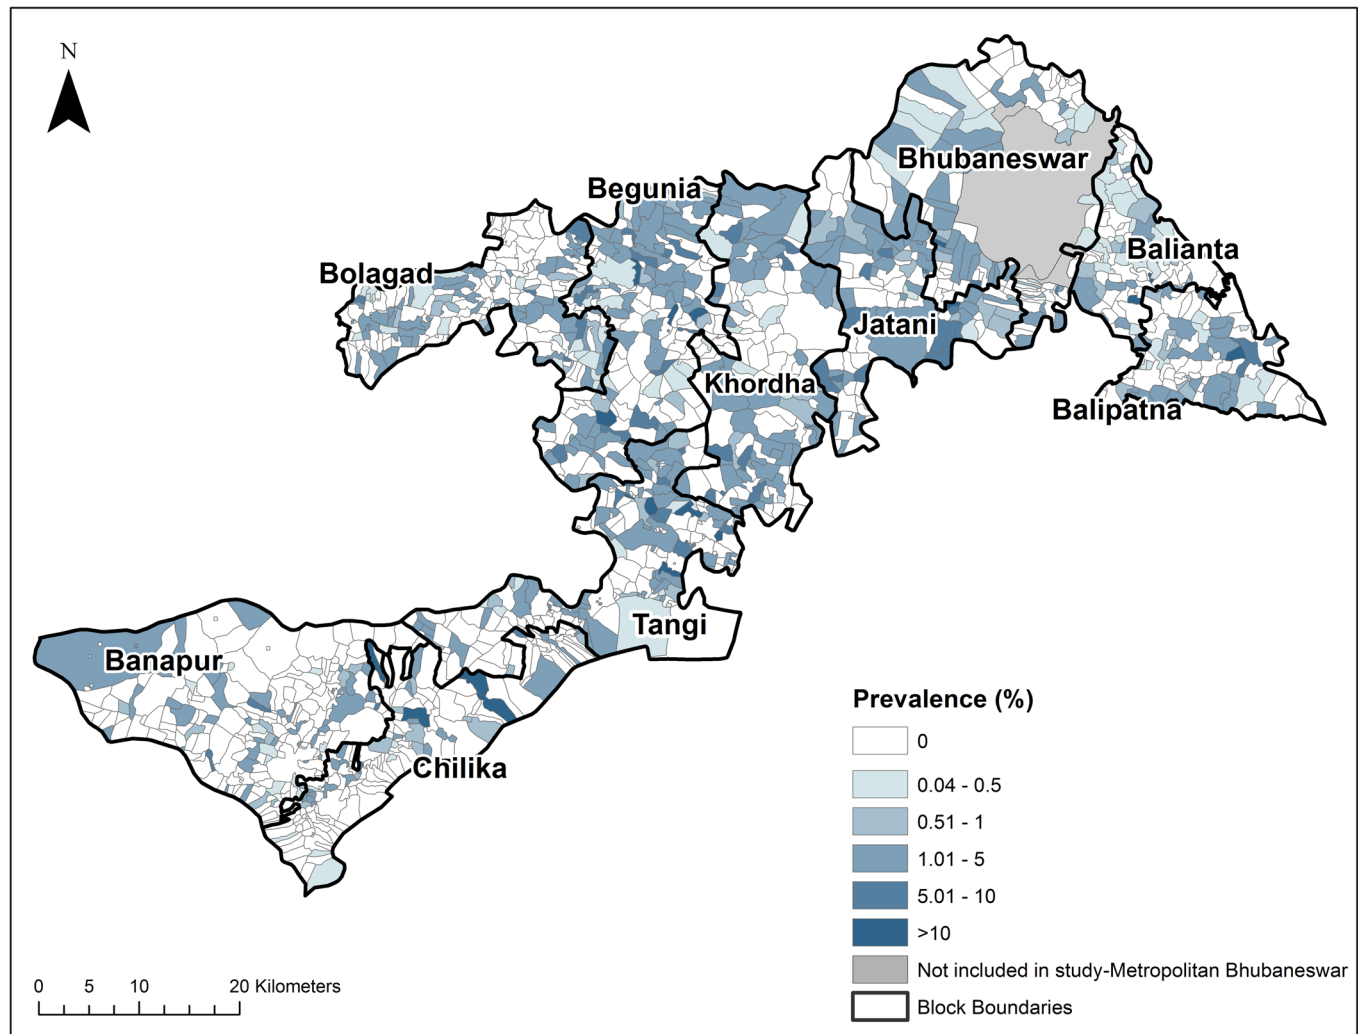 N
Bhubaneswar
Begunia
Balianta
Bolagad
Jatani
Khordha
Balipatna
Tangi
Banapur
Chilika
Prevalence (%)
0
0.04 - 0.5
0.51 - 1
1.01 - 5
5.01 - 10
>10
Not included in study-Metropolitan Bhubaneswar
Block Boundaries
0 5 10 20 Kilometers